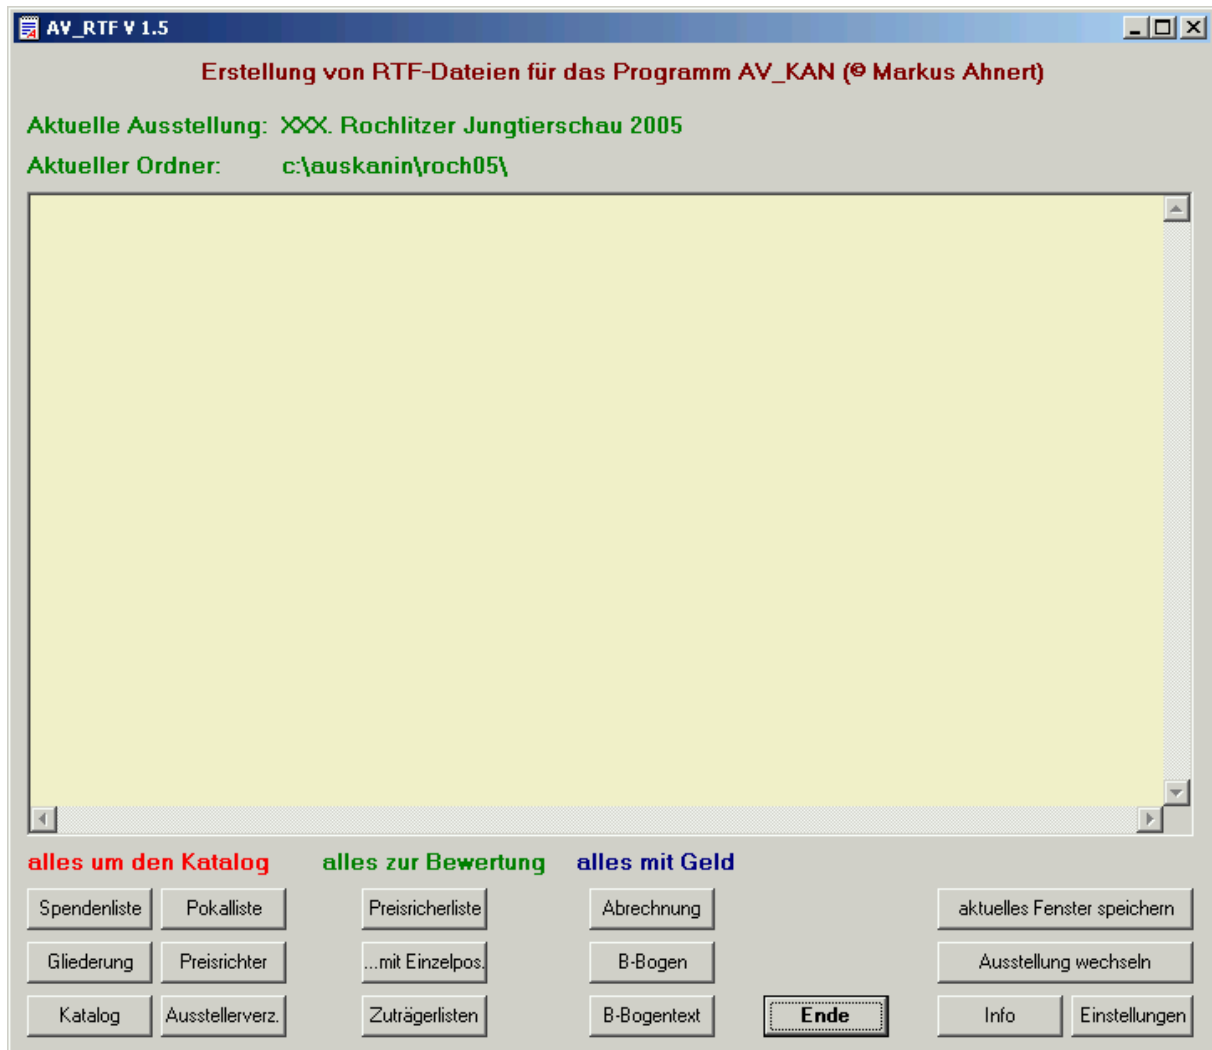 AV_RTF V 1.5
Erstellung von RTF-Dateien für das Programm AV_KAN (© Markus Ahnert)
Aktuelle Ausstellung: XXX. Rochlitzer Jungtierschau 2005
Aktueller Ordner: c:\auskanin\roch05\
alles um den Katalog alles zur Bewertung alles mit Geld
Spendenliste Pokalliste Preisricherliste Abrechnung aktuelles Fenster speichern
Gliederung Preisrichter ...mit Einzelpos. B-Bogen Ausstellung wechseln
Katalog Ausstellerverz. Zuträgerlisten B-Bogentext Ende Info Einstellungen